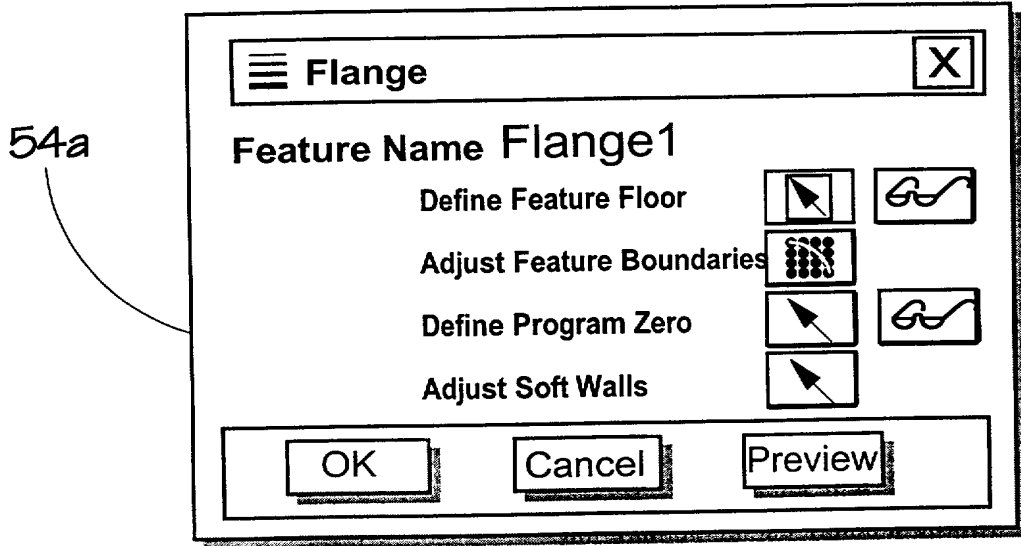 Flange X
54a
Feature Name Flange1
Define Feature Floor
Adjust Feature Boundaries
Define Program Zero
Adjust Soft Walls
OK Cancel Preview